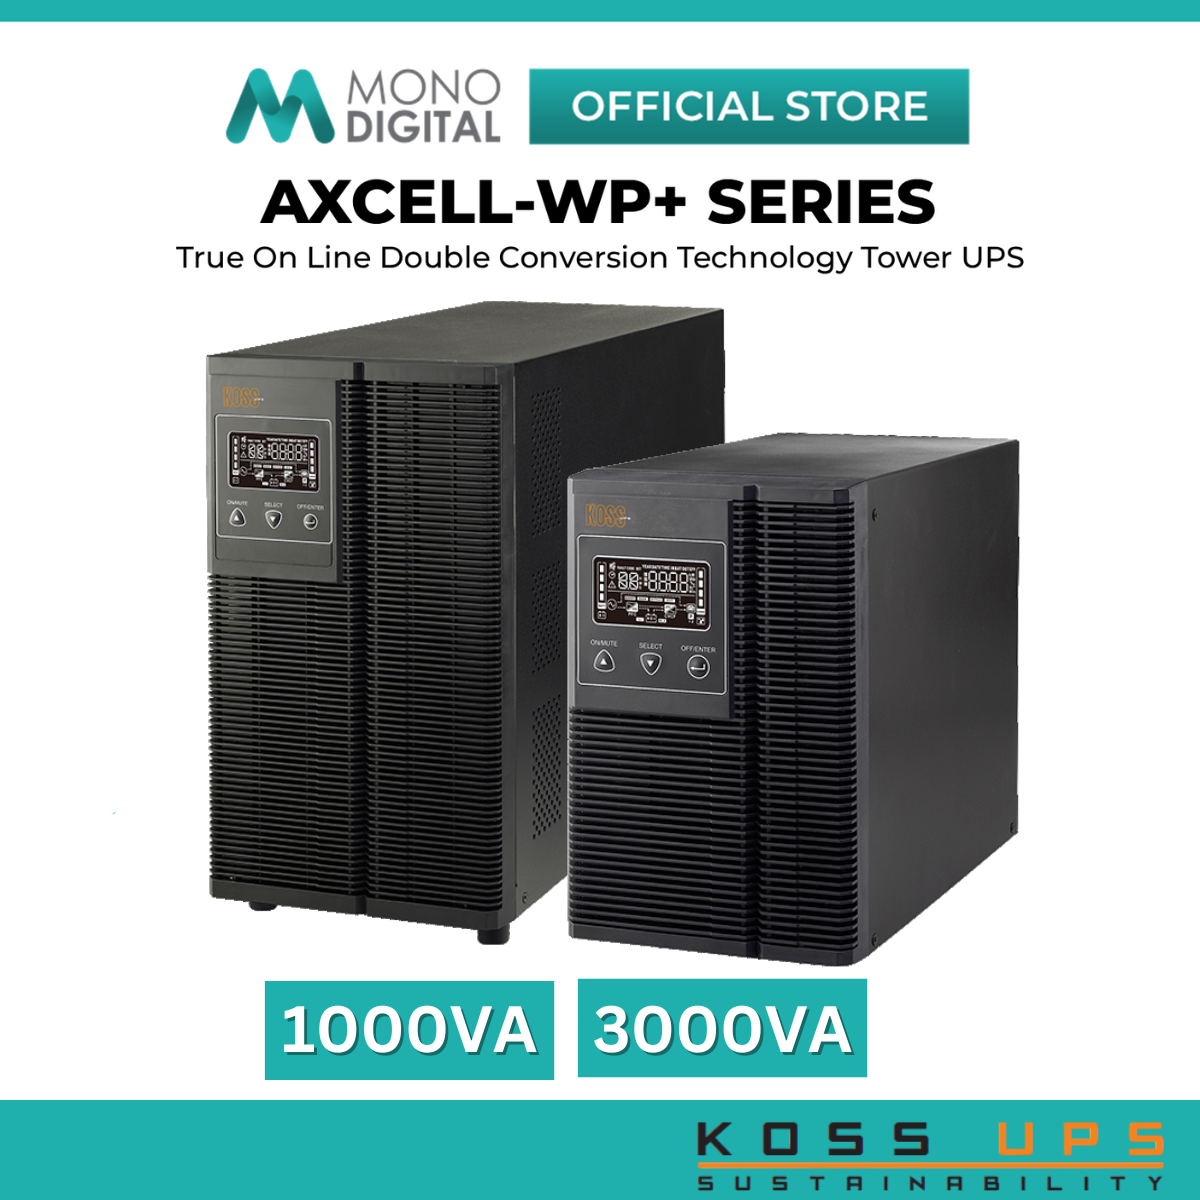 MONO
DIGITAL
OFFICIAL STORE
AXCELL-WP+ SERIES
True On Line Double Conversion Technology Tower UPS
KOSS
ON/MUTE
SELECT
OFF/ENTER
KOSS
ON/MUTE
SELECT
OFF/ENTER
1000VA
3000VA
KOSS UPS
SUSTAINABILITY